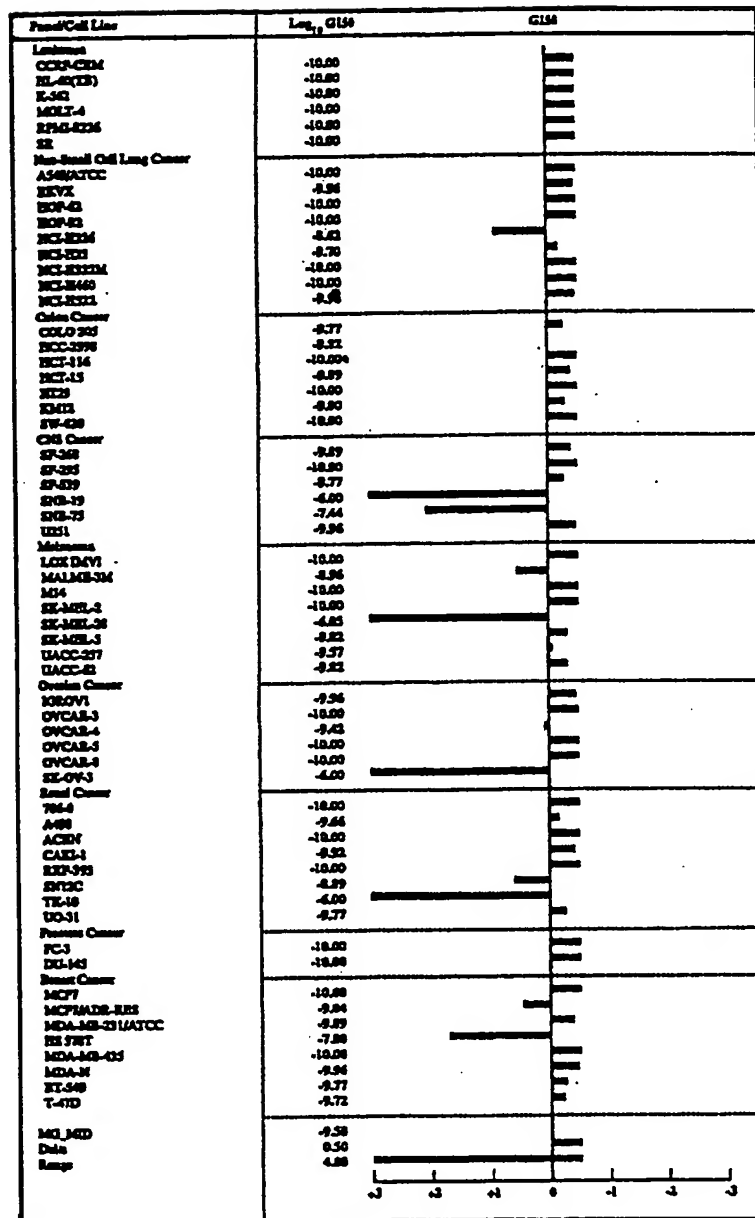 Panel/Cell Line Log10 GI50 GI50
Leukemia
CCRF-CEM -10.00
HL-60(TB) -10.00
K-562 -10.00
MOLT-4 -10.00
RPMI-8226 -10.00
SR -10.00
Non-Small Cell Lung Cancer
A549/ATCC -10.00
EKVX -9.96
HOP-62 -10.00
HOP-92 -10.00
NCI-H226 -8.62
NCI-H23 -9.70
NCI-H322M -10.00
NCI-H460 -10.00
NCI-H522 -9.98
Colon Cancer
COLO 205 -9.77
HCC-2998
HCT-116 -10.00
HCT-15 -9.89
HT29 -10.00
KM12 -9.80
SW-620 -10.00
CNS Cancer
SF-268 -9.89
SF-295 -10.00
SF-539 -9.77
SNB-19 -6.00
SNB-75 -7.44
U251 -9.96
Melanoma
LOX IMVI -10.00
MALME-3M -8.96
M14 -10.00
SK-MEL-2 -10.00
SK-MEL-28 -6.05
SK-MEL-5 -9.82
UACC-257 -9.57
UACC-62 -9.82
Ovarian Cancer
IGROV1 -9.96
OVCAR-3 -10.00
OVCAR-4 -9.42
OVCAR-5 -10.00
OVCAR-8 -10.00
SK-OV-3 -6.00
Renal Cancer
786-0 -10.00
A498 -9.66
ACHN -10.00
CAKI-1 -9.92
RXF-393 -10.00
SN12C -8.89
TK-10 -6.00
UO-31 -9.77
Prostate Cancer
PC-3 -10.00
DU-145 -10.00
Breast Cancer
MCF7 -10.00
MCF7/ADR-RES -9.04
MDA-MB-231/ATCC -9.89
HS 578T -7.80
MDA-MB-435 -10.00
MDA-N -9.96
BT-549 -9.77
T-47D -9.72
MG_MID -9.58
Delta 0.50
Range 4.00
+3 +1 0 -1 -2 -3